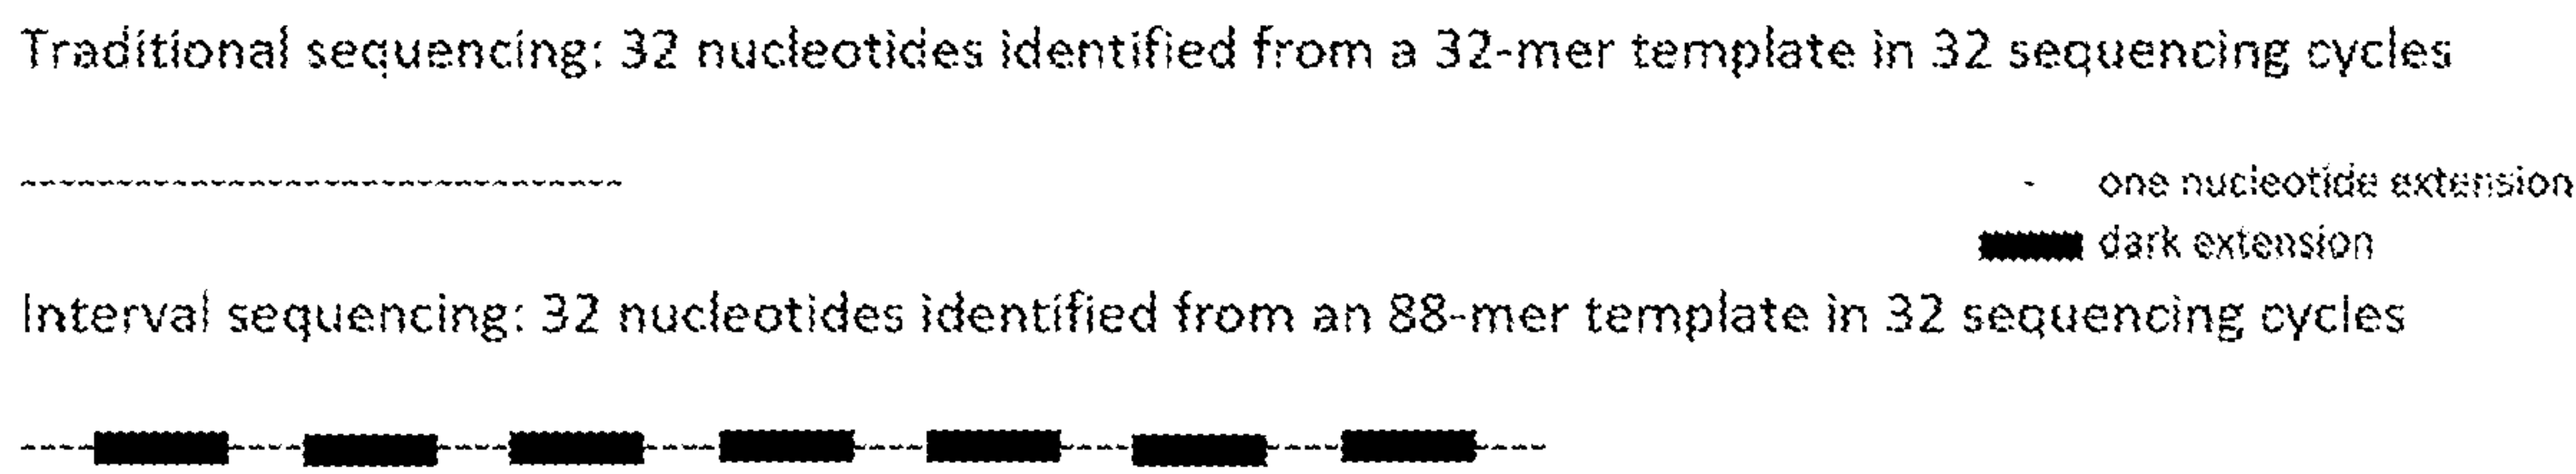 Traditional sequencing: 32 nucleotides identified from a 32-mer template in 32 sequencing cycles
one nucleotide extension
dark extension
Interval sequencing: 32 nucleotides identified from an 88-mer template in 32 sequencing cycles